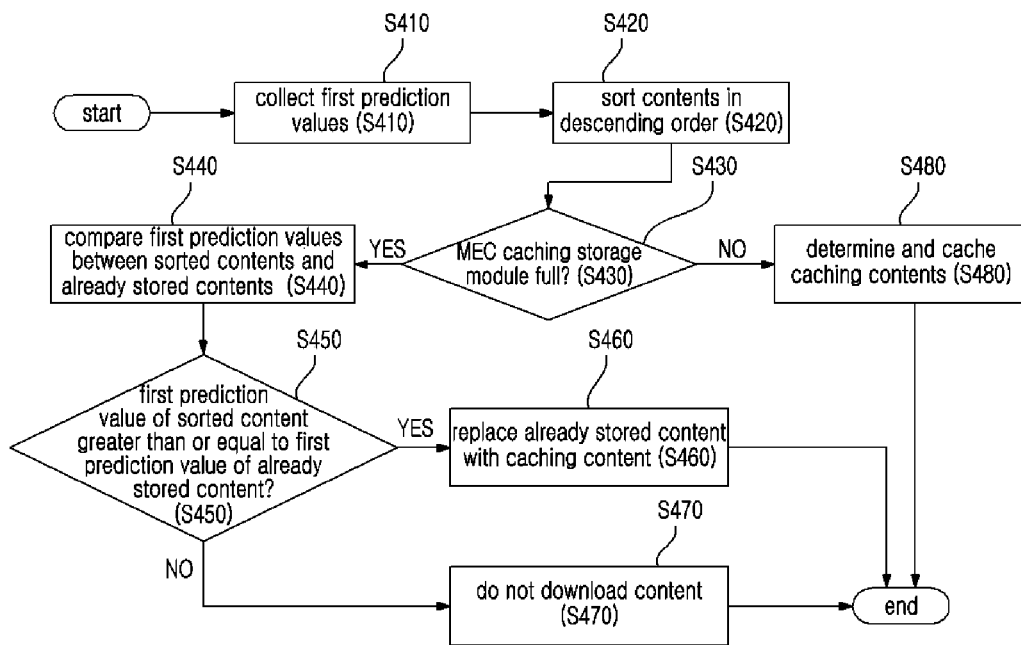 S410
S420
start
collect first prediction
values (S410)
sort contents in
descending order (S420)
S440
S430
S480
compare first prediction values
between sorted contents and
already stored contents (S440)
YES
MEC caching storage
module full? (S430)
NO
determine and cache
caching contents (S480)
S450
S460
first prediction
value of sorted content
greater than or equal to first
prediction value of already
stored content?
(S450)
YES
replace already stored content
with caching content (S460)
S470
NO
do not download content
(S470)
end